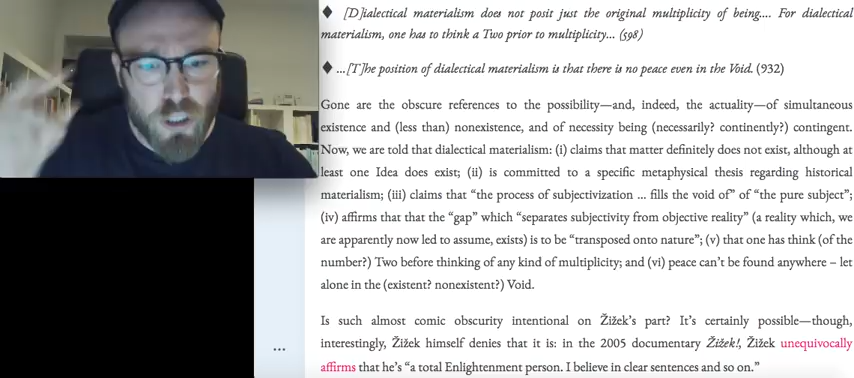 ♦ [D]ialectical materialism does not posit just the original multiplicity of being.... For dialectical
materialism, one has to think a Two prior to multiplicity... (598)
♦ ...[T]he position of dialectical materialism is that there is no peace even in the Void. (932)
Gone are the obscure references to the possibility—and, indeed, the actuality—of simultaneous
existence and (less than) nonexistence, and of necessity being (necessarily? continently?) contingent.
Now, we are told that dialectical materialism: (i) claims that matter definitely does not exist, although at
least one Idea does exist; (ii) is committed to a specific metaphysical thesis regarding historical
materialism; (iii) claims that “the process of subjectivization ... fills the void of” of “the pure subject”;
(iv) affirms that that the “gap” which “separates subjectivity from objective reality” (a reality which, we
are apparently now led to assume, exists) is to be “transposed onto nature”; (v) that one has think (of the
number?) Two before thinking of any kind of multiplicity; and (vi) peace can’t be found anywhere – let
alone in the (existent? nonexistent?) Void.
Is such almost comic obscurity intentional on Žižek’s part? It’s certainly possible—though,
interestingly, Žižek himself denies that it is: in the 2005 documentary Žižek!, Žižek unequivocally
affirms that he’s “a total Enlightenment person. I believe in clear sentences and so on.”
...